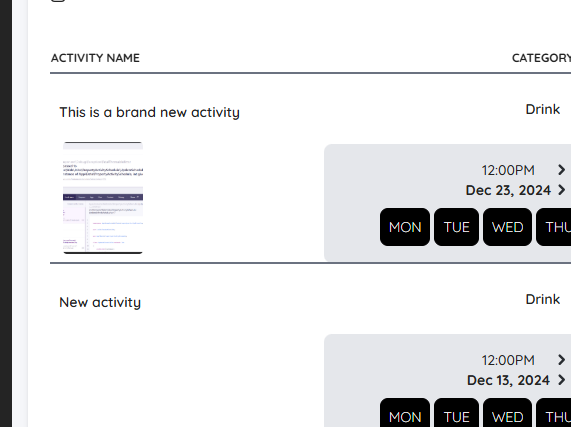 ACTIVITY NAME CATEGORY
This is a brand new activity Drink
12:00PM
Dec 23, 2024
MON TUE WED THU
New activity Drink
12:00PM
Dec 13, 2024
MON TUE WED THU